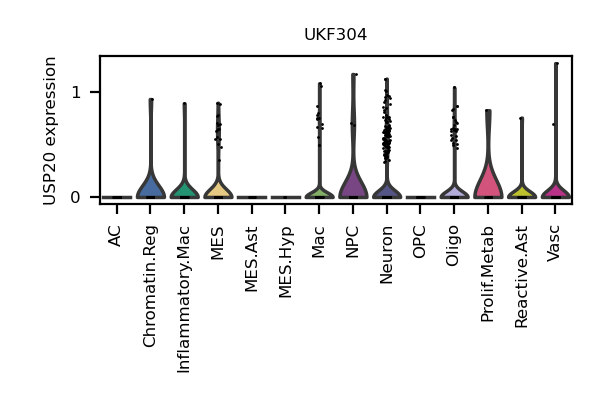 UKF304
USP20 expression
1
0
AC
Chromatin.Reg
Inflammatory.Mac
MES
MES.Ast
MES.Hyp
Mac
NPC
Neuron
OPC
Oligo
Prolif.Metab
Reactive.Ast
Vasc